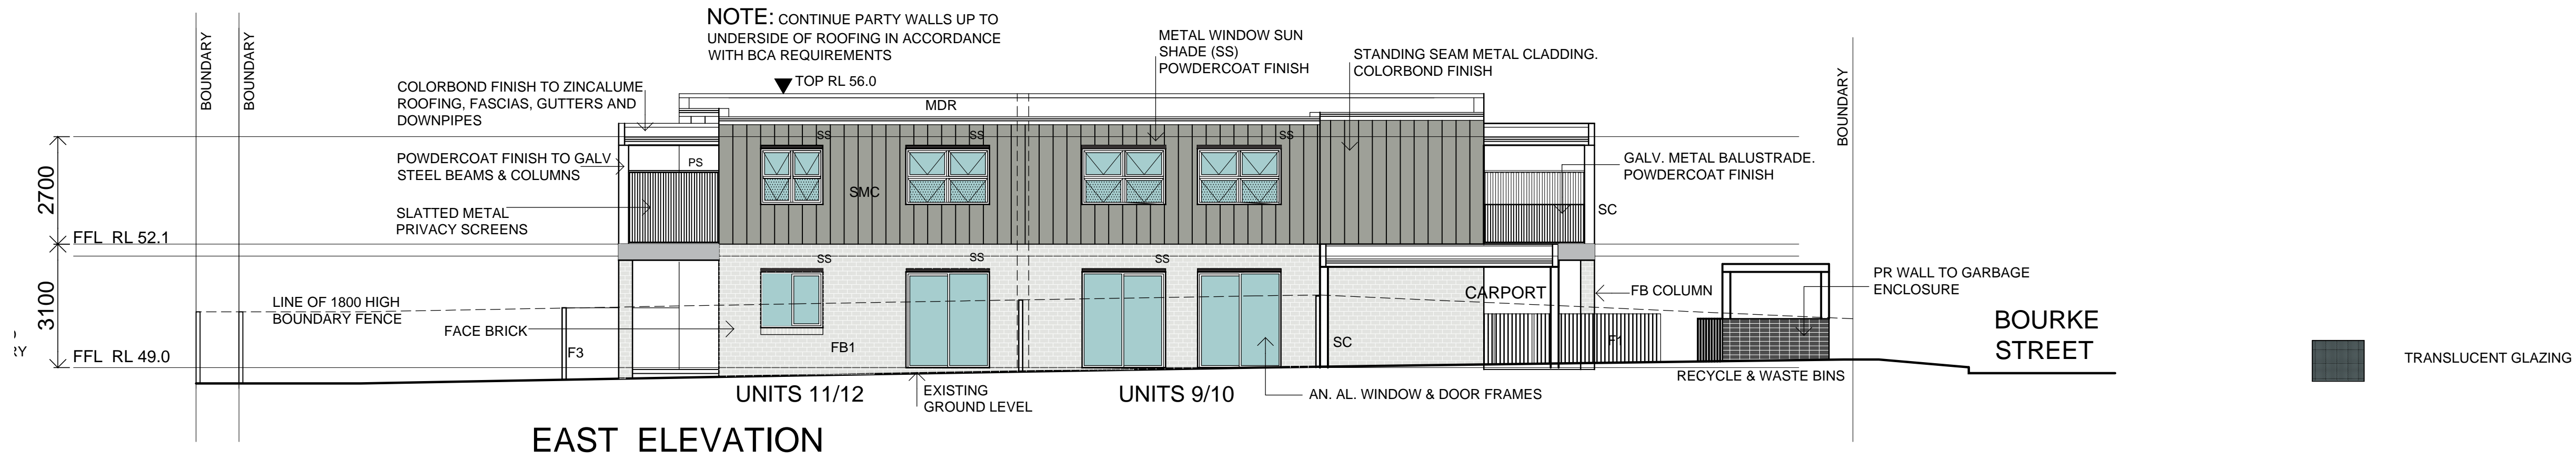 BOUNDARY
BOUNDARY
NOTE: CONTINUE PARTY WALLS UP TO
UNDERSIDE OF ROOFING IN ACCORDANCE
WITH BCA REQUIREMENTS
TOP RL 56.0
METAL WINDOW SUN
SHADE (SS)
POWDERCOAT FINISH
STANDING SEAM METAL CLADDING.
COLORBOND FINISH
BOUNDARY
COLORBOND FINISH TO ZINCALUME
ROOFING, FASCIAS, GUTTERS AND
DOWNPIPES
MDR
SS
SS
SS
POWDERCOAT FINISH TO GALV
STEEL BEAMS & COLUMNS
PS
SMC
GALV. METAL BALUSTRADE.
POWDERCOAT FINISH
2700
SLATTED METAL
PRIVACY SCREENS
SC
FFL RL 52.1
SS
SS
SS
3100
LINE OF 1800 HIGH
BOUNDARY FENCE
CARPORT
FB COLUMN
PR WALL TO GARBAGE
ENCLOSURE
BOURKE
STREET
FACE BRICK
FB1
F3
SC
RY
FFL RL 49.0
TRANSLUCENT GLAZING
RECYCLE & WASTE BINS
UNITS 11/12
EXISTING
GROUND LEVEL
UNITS 9/10
AN. AL. WINDOW & DOOR FRAMES
EAST ELEVATION